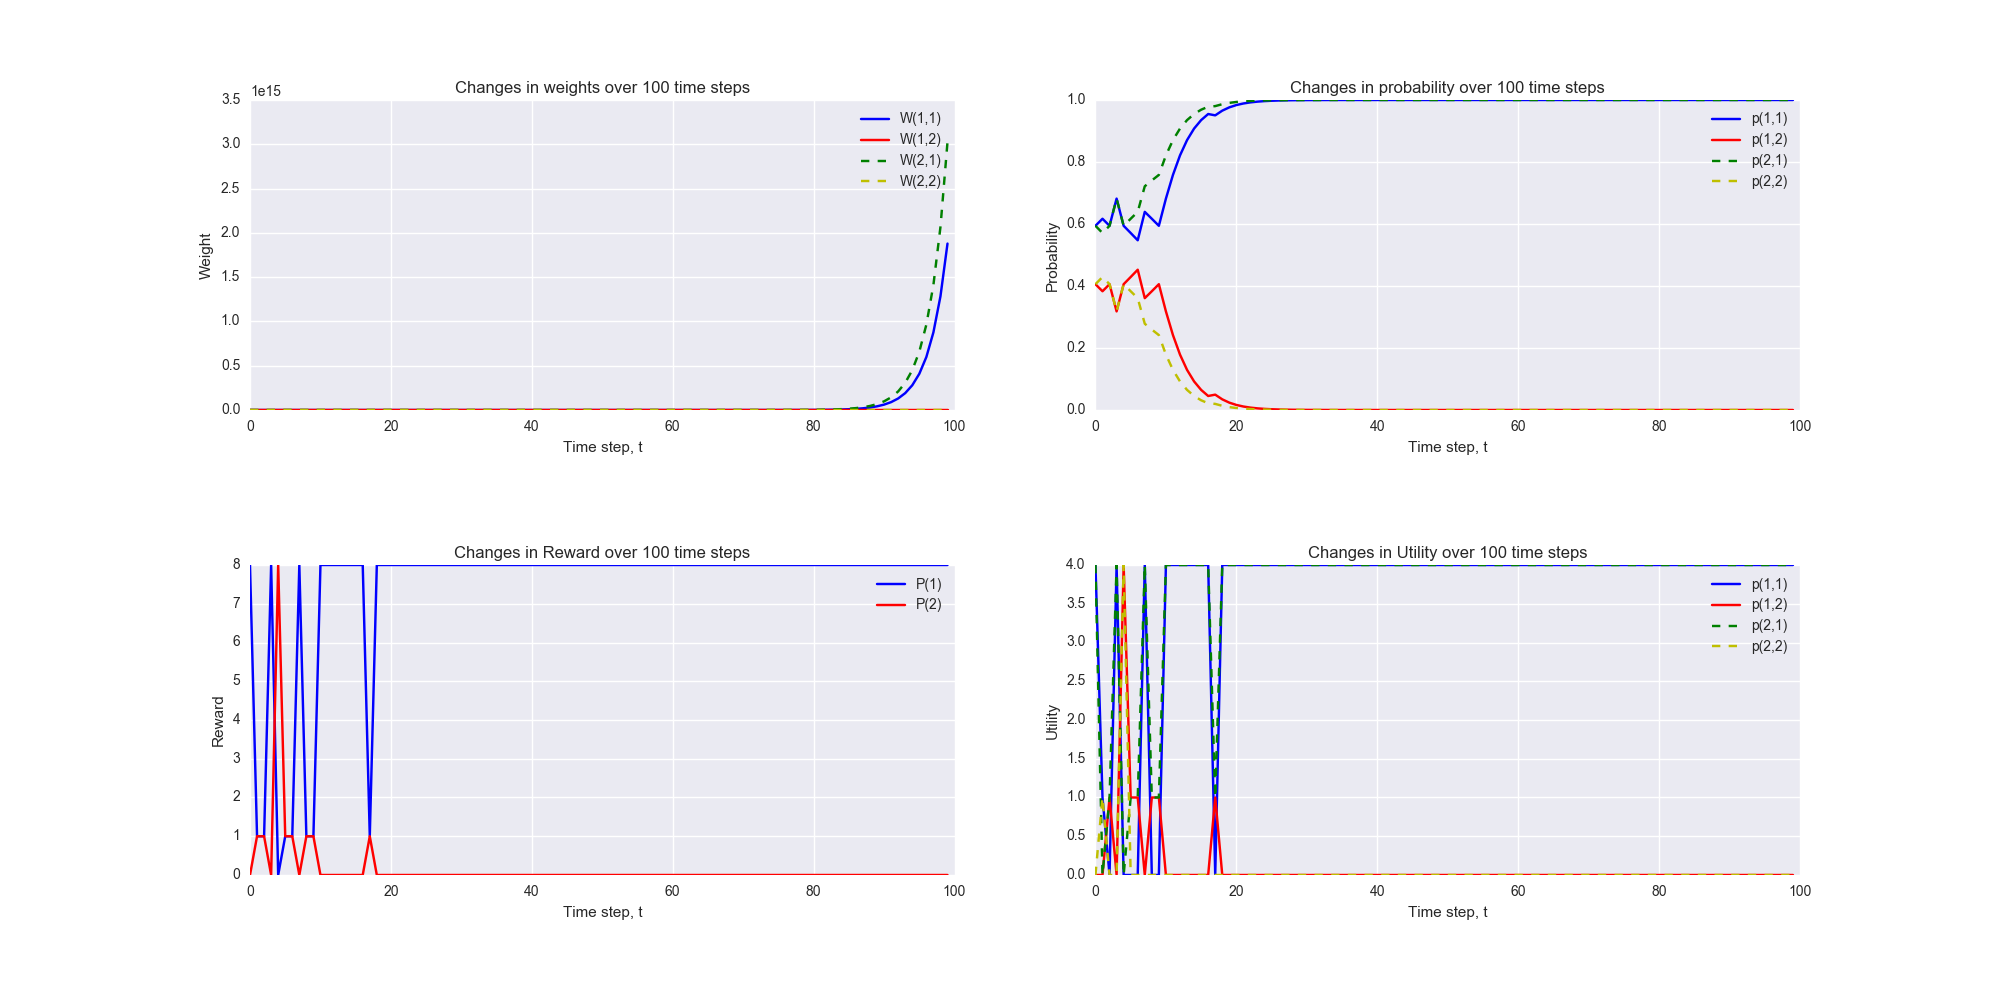 Changes in weights over 100 time steps
1e15
3.5
3.0
2.5
2.0
1.5
1.0
0.5
0.0
Weight
0 20 40 60 80 100
Time step, t
W(1,1)
W(1,2)
W(2,1)
W(2,2)
Changes in probability over 100 time steps
1.0
0.8
0.6
0.4
0.2
0.0
Probability
0 20 40 60 80 100
Time step, t
p(1,1)
p(1,2)
p(2,1)
p(2,2)
Changes in Reward over 100 time steps
8
7
6
5
4
3
2
1
0
Reward
0 20 40 60 80 100
Time step, t
P(1)
P(2)
Changes in Utility over 100 time steps
4.0
3.5
3.0
2.5
2.0
1.5
1.0
0.5
0.0
Utility
0 20 40 60 80 100
Time step, t
p(1,1)
p(1,2)
p(2,1)
p(2,2)